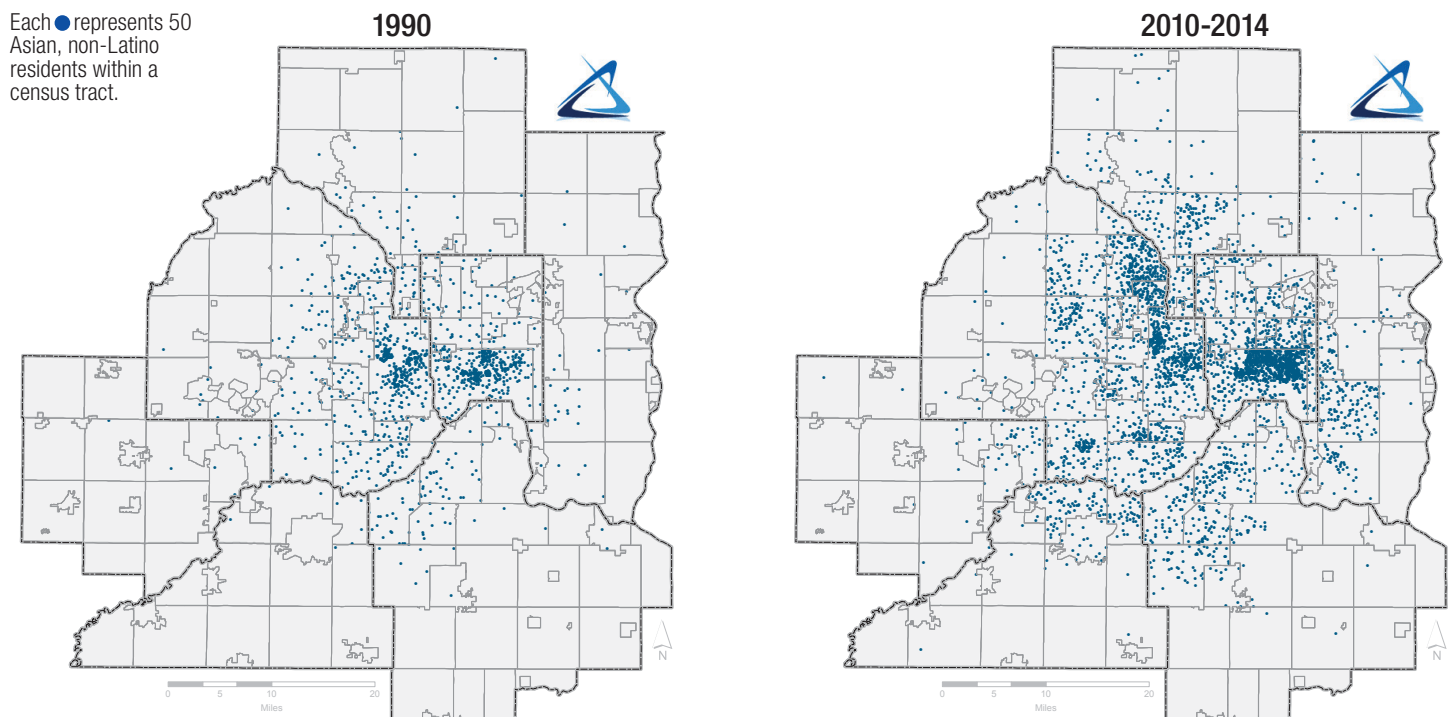 Each ● represents 50
Asian, non-Latino
residents within a
census tract.
1990
2010-2014
N
0 5 10 20
Miles
N
0 5 10 20
Miles